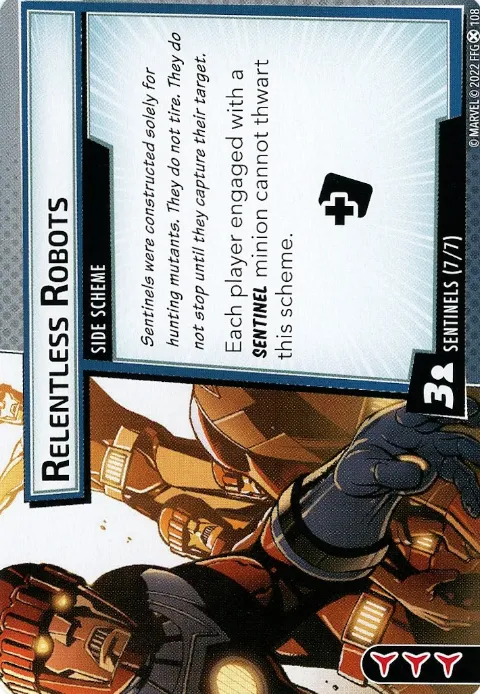 RELENTLESS ROBOTS
SIDE SCHEME
Sentinels were constructed solely for
hunting mutants. They do not tire. They do
not stop until they capture their target.
Each player engaged with a
SENTINEL minion cannot thwart
this scheme.
3
SENTINELS (7/7)
© MARVEL © 2022 FFG 108